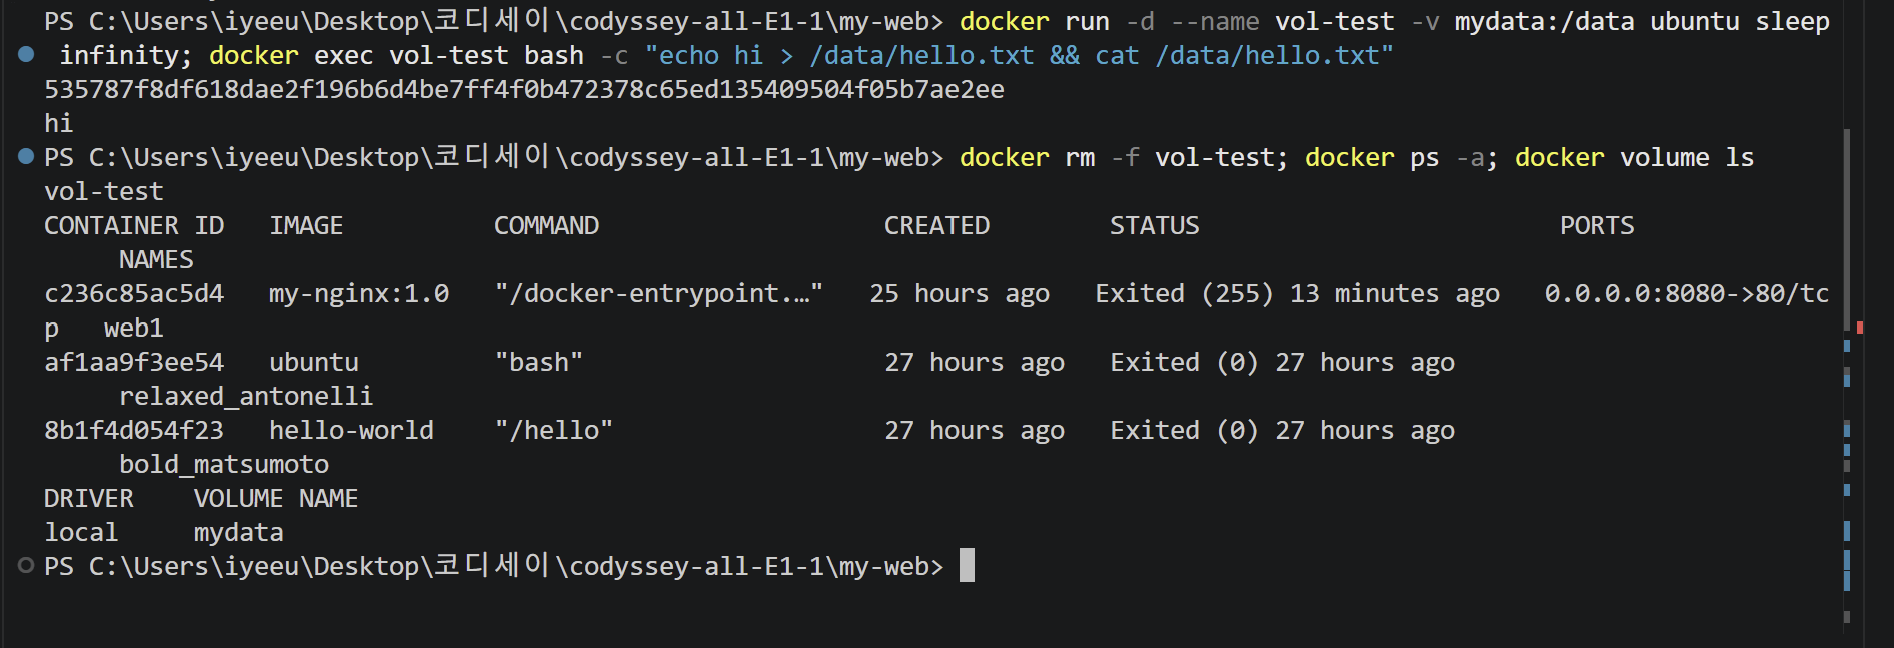 PS C:\Users\iyeeu\Desktop\코디세이\codyssey-all-E1-1\my-web> docker run -d --name vol-test -v mydata:/data ubuntu sleep
infinity; docker exec vol-test bash -c "echo hi > /data/hello.txt && cat /data/hello.txt"
535787f8df618dae2f196b6d4be7ff4f0b472378c65ed135409504f05b7ae2ee
hi
PS C:\Users\iyeeu\Desktop\코디세이\codyssey-all-E1-1\my-web> docker rm -f vol-test; docker ps -a; docker volume ls
vol-test
CONTAINER ID   IMAGE          COMMAND                   CREATED        STATUS                        PORTS
     NAMES
c236c85ac5d4   my-nginx:1.0   "/docker-entrypoint.…"   25 hours ago   Exited (255) 13 minutes ago   0.0.0.0:8080->80/tc
p   web1
af1aa9f3ee54   ubuntu         "bash"                    27 hours ago   Exited (0) 27 hours ago
     relaxed_antonelli
8b1f4d054f23   hello-world    "/hello"                  27 hours ago   Exited (0) 27 hours ago
     bold_matsumoto
DRIVER    VOLUME NAME
local     mydata
PS C:\Users\iyeeu\Desktop\코디세이\codyssey-all-E1-1\my-web>